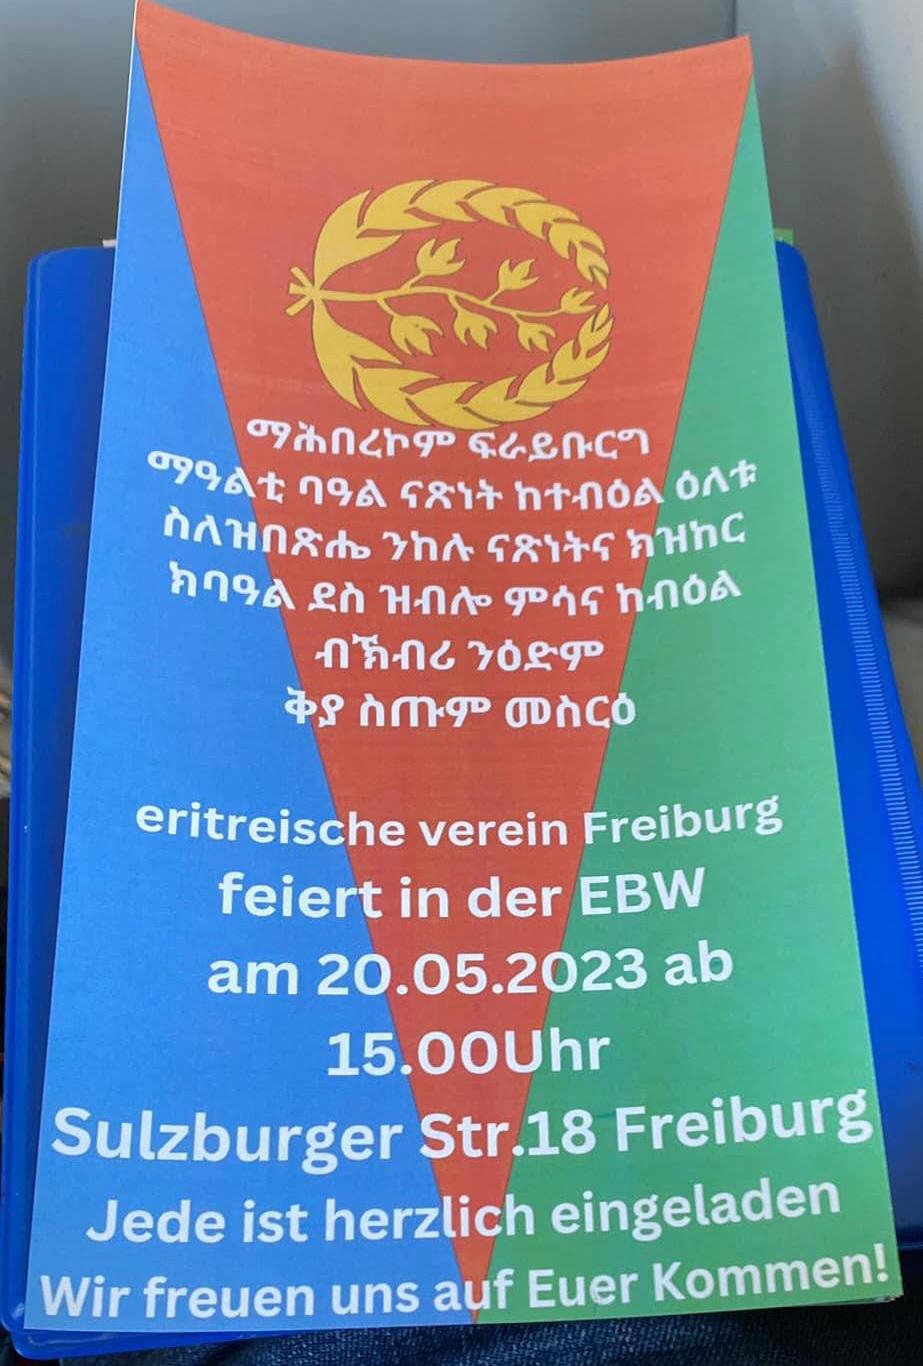 ማሕበረኮም ፍራይቡርግ
ማዓልቲ ባዓል ናጽነት ከተብዕል ዕለቱ
ስለዝበጽሔ ንኩሉ ናጽነትና ክዝከር
ክባዓል ደስ ዝብሎ ምሳና ከብዕል
ብኽብሪ ንዕድም
ቅያ ስጡም መስርዕ
eritreische verein Freiburg
feiert in der EBW
am 20.05.2023 ab
15.00Uhr
Sulzburger Str.18 Freiburg
Jede ist herzlich eingeladen
Wir freuen uns auf Euer Kommen!